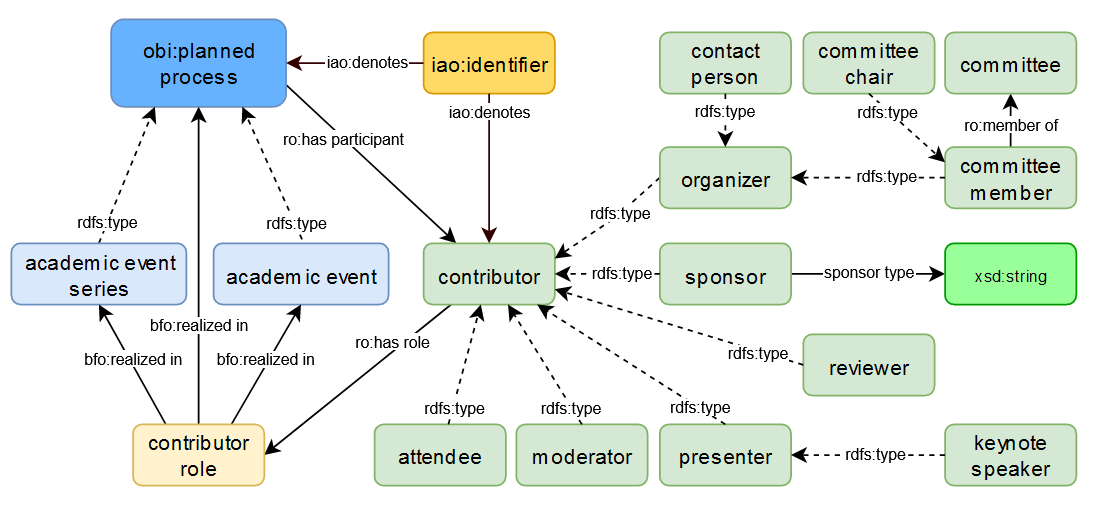 obi:planned
process
iao:denotes
iao:identifier
contact
person
committee
chair
committee
iao:denotes
rdfs:type
rdfs:type
ro:member of
ro:has participant
organizer
rdfs:type
committee
member
rdfs:type
rdfs:type
rdfs:type
academic event
series
academic event
contributor
rdfs:type
sponsor
sponsor type
xsd:string
bfo:realized in
bfo:realized in
bfo:realized in
ro:has role
rdfs:type
reviewer
rdfs:type
rdfs:type
rdfs:type
contributor
role
attendee
moderator
presenter
rdfs:type
keynote
speaker